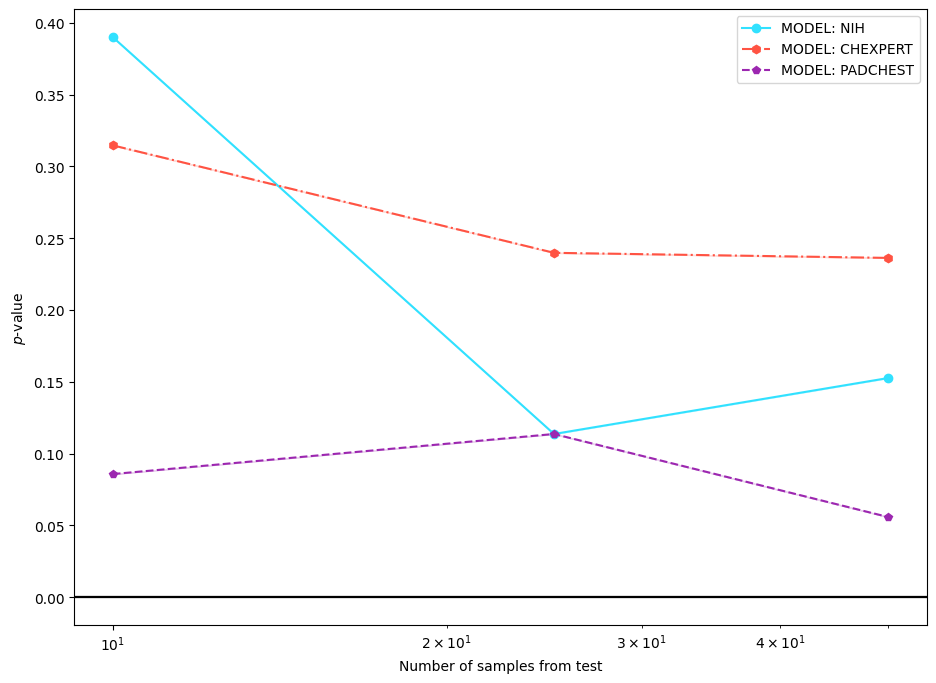 MODEL: NIH
MODEL: CHEXPERT
MODEL: PADCHEST
0.40
0.35
0.30
0.25
0.20
0.15
0.10
0.05
0.00
p-value
10¹
2 × 10¹
3 × 10¹
4 × 10¹
Number of samples from test